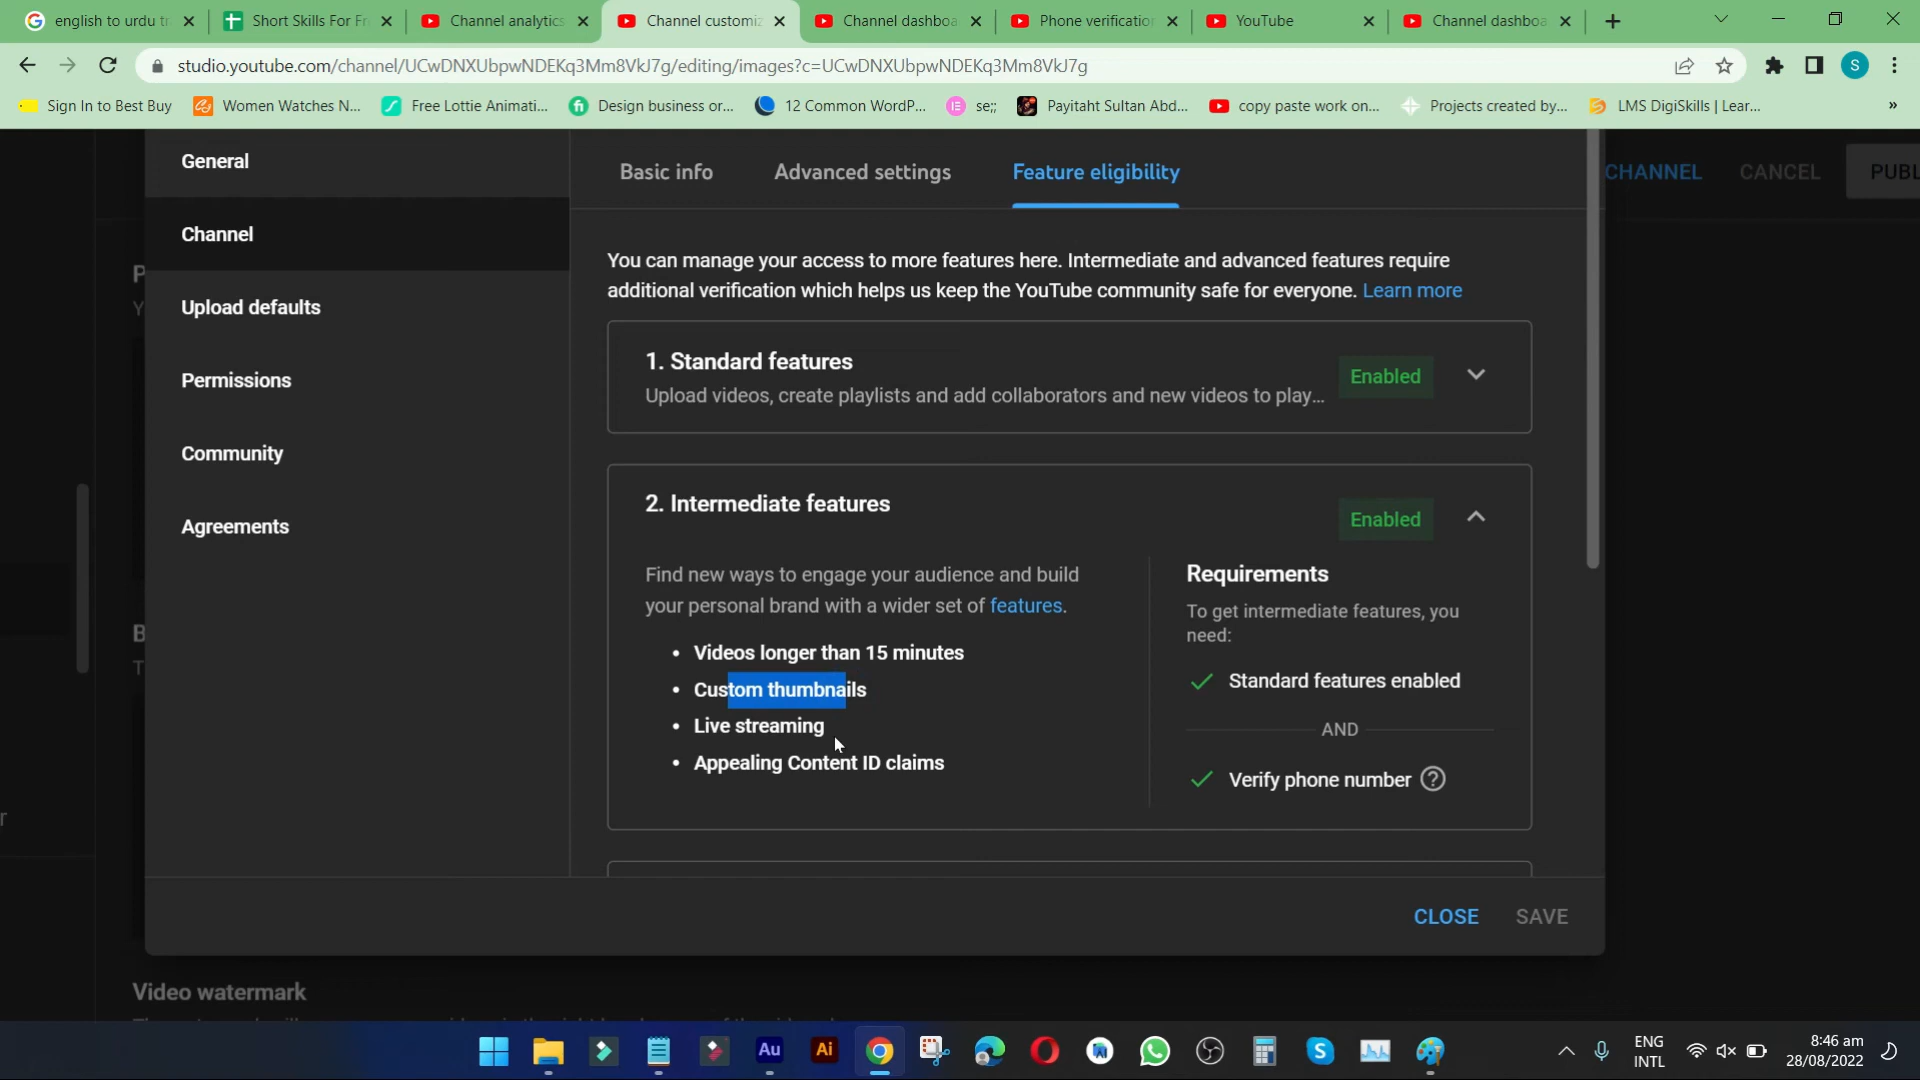 english to urdu tr
Short Skills For Fr
Channel analytics
Channel customiz
Channel dashboa
Phone verificatio
YouTube
Channel dashboa
studio.youtube.com/channel/UCwDNXUbpwNDEKq3Mm8VkJ7g/editing/images?c=UCwDNXUbpwNDEKq3Mm8VkJ7g
S
Sign In to Best Buy
Women Watches N...
Free Lottie Animati...
Design business or...
12 Common WordP...
se;;
Payitaht Sultan Abd...
copy paste work on...
Projects created by...
LMS DigiSkills | Lear...
»
General
Channel
Upload defaults
Permissions
Community
Agreements
Basic info
Advanced settings
Feature eligibility
CHANNEL
CANCEL
PUBL
You can manage your access to more features here. Intermediate and advanced features require
additional verification which helps us keep the YouTube community safe for everyone. Learn more
1. Standard features
Upload videos, create playlists and add collaborators and new videos to play...
Enabled
2. Intermediate features
Enabled
Find new ways to engage your audience and build
your personal brand with a wider set of features.
• Videos longer than 15 minutes
• Custom thumbnails
• Live streaming
• Appealing Content ID claims
Requirements
To get intermediate features, you
need:
Standard features enabled
AND
Verify phone number
CLOSE
SAVE
Video watermark
Au
Ai
ENG
INTL
8:46 am
28/08/2022